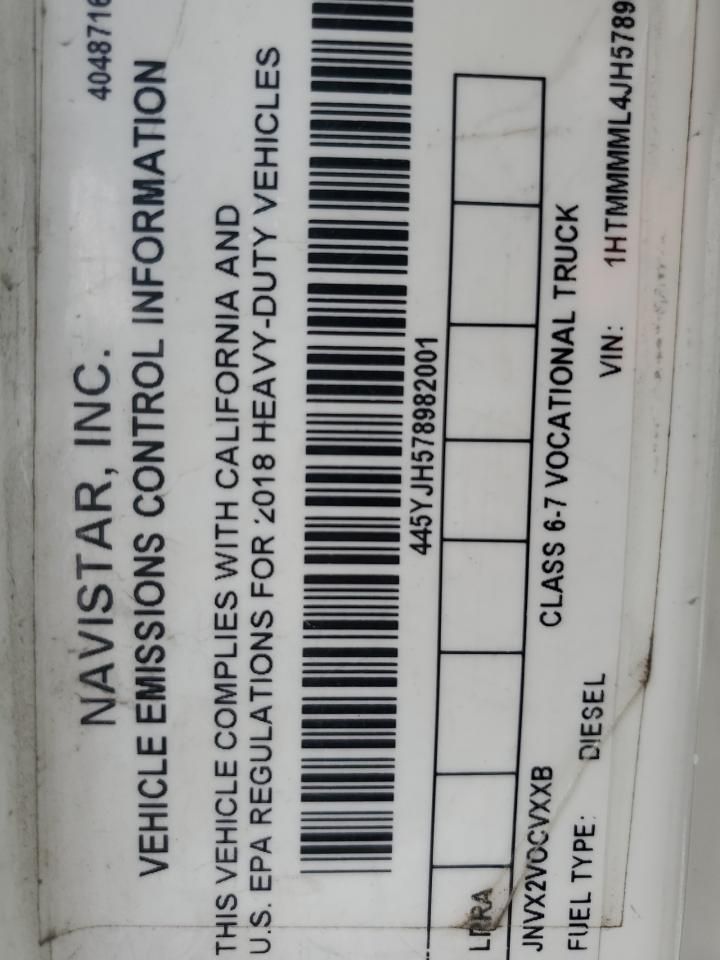 4048716
NAVISTAR, INC.
VEHICLE EMISSIONS CONTROL INFORMATION
THIS VEHICLE COMPLIES WITH CALIFORNIA AND
U.S. EPA REGULATIONS FOR 2018 HEAVY-DUTY VEHICLES
445YJH578982001
JNVX2VOCVXXB
CLASS 6-7 VOCATIONAL TRUCK
FUEL TYPE: DIESEL
VIN: 1HTMMMML4JH5789